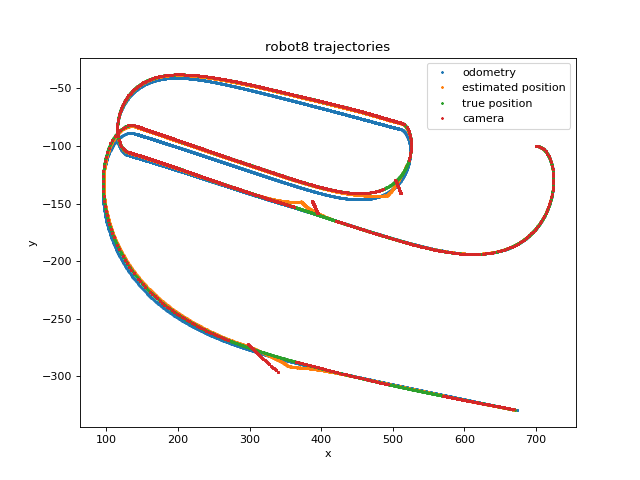 robot8 trajectories
odometry
estimated position
true position
camera
y
−50
−100
−150
−200
−250
−300
100
200
300
400
500
600
700
x